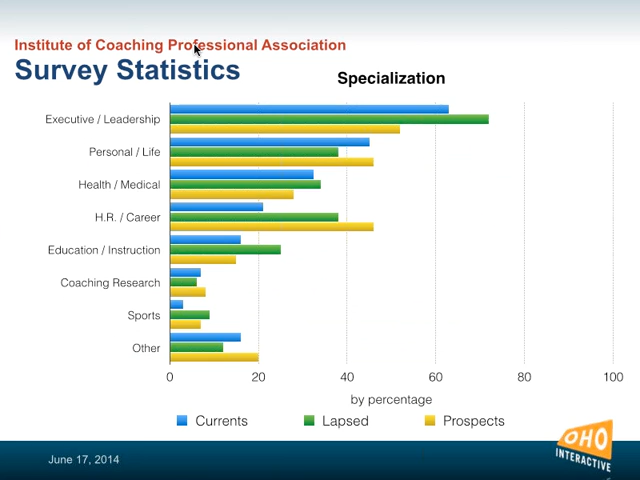 Institute of Coaching Professional Association
Survey Statistics
Specialization
Executive / Leadership
Personal / Life
Health / Medical
H.R. / Career
Education / Instruction
Coaching Research
Sports
Other
0 20 40 60 80 100
by percentage
Currents Lapsed Prospects
June 17, 2014
OHO
INTERACTIVE